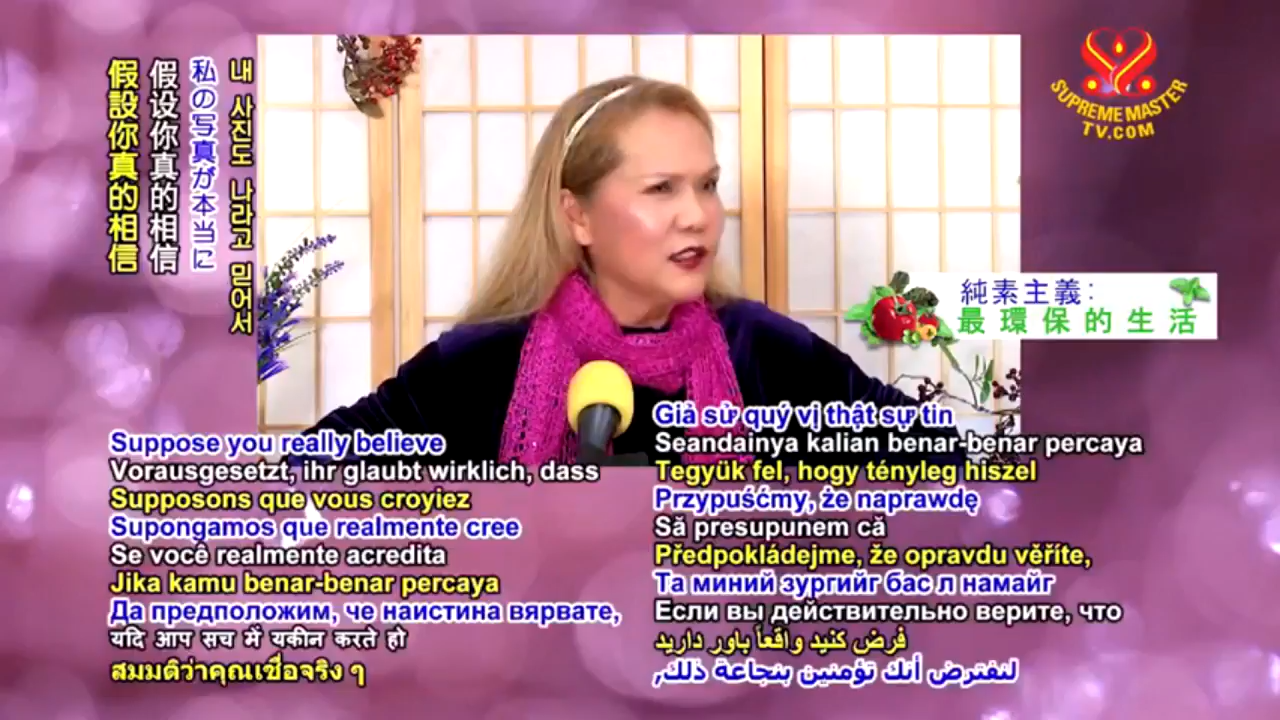 假設你真的相信
假设你真的相信
私の写真が本当に
내 사진도 나라고 믿어서
SUPREME MASTER
TV.COM
純素主義:
最環保的生活
Suppose you really believe
Vorausgesetzt, ihr glaubt wirklich, dass
Supposons que vous croyiez
Supongamos que realmente cree
Se você realmente acredita
Jika kamu benar-benar percaya
Да предположим, че наистина вярвате,
यदि आप सच में यकीन करते हो
สมมติว่าคุณเชื่อจริง ๆ
Giả sử quý vị thật sự tin
Seandainya kalian benar-benar percaya
Tegyük fel, hogy tényleg hiszel
Przypuśćmy, że naprawdę
Să presupunem că
Předpokládejme, že opravdu věříte,
Та миний зургийг бас л намайг
Если вы действительно верите, что
فرض کنید واقعاً باور دارید
لنفترض أنك تؤمنين بنجاعة ذلك,